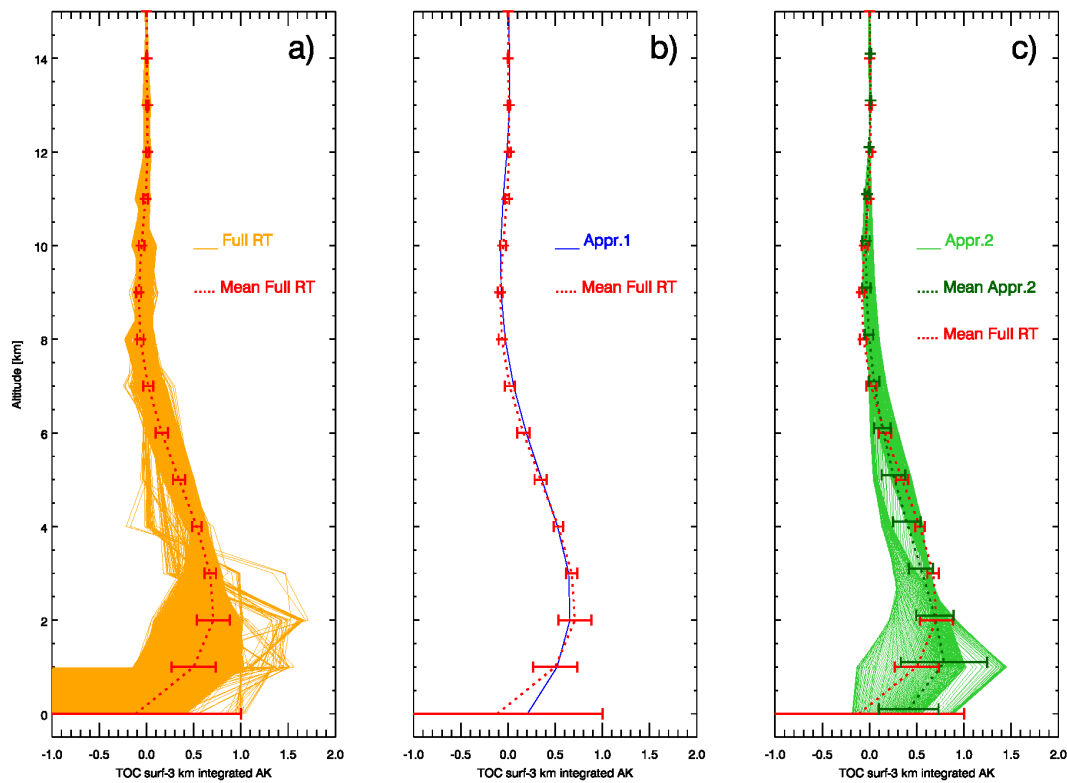 a)
b)
c)
14
12
10
8
6
4
2
0
Altitude [km]
Full RT
Mean Full RT
Appr.1
Mean Full RT
Appr.2
Mean Appr.2
Mean Full RT
-1.0 -0.5 0.0 0.5 1.0 1.5 2.0
-1.0 -0.5 0.0 0.5 1.0 1.5 2.0
-1.0 -0.5 0.0 0.5 1.0 1.5 2.0
TOC surf-3 km integrated AK
TOC surf-3 km integrated AK
TOC surf-3 km integrated AK